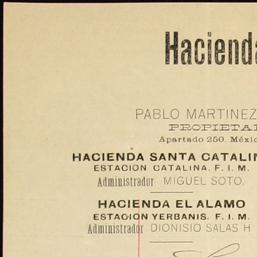 Hacienda
PABLO MARTINEZ
PROPIETAR
Apartado 250. Méxic
HACIENDA SANTA CATALIN
ESTACION CATALINA. F. I. M.
Administrador MIGUEL SOTO.
HACIENDA EL ALAMO
ESTACION YERBANIS. F. I. M.
Administrador DIONISIO SALAS H